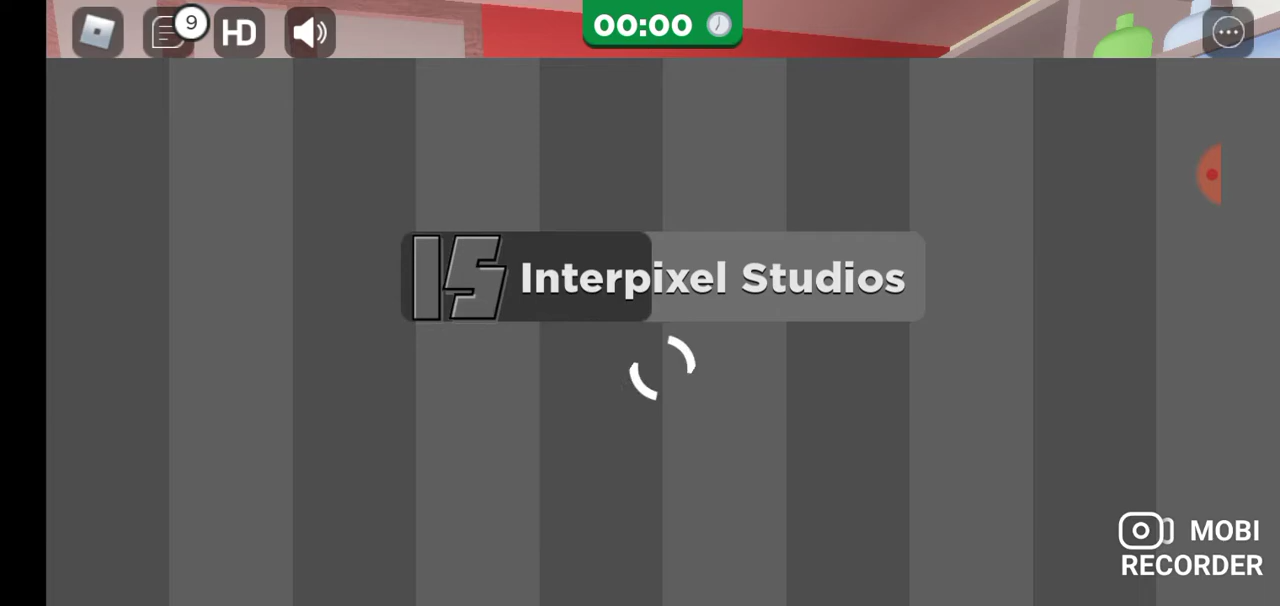 9
HD
00:00
IS Interpixel Studios
MOBI
RECORDER